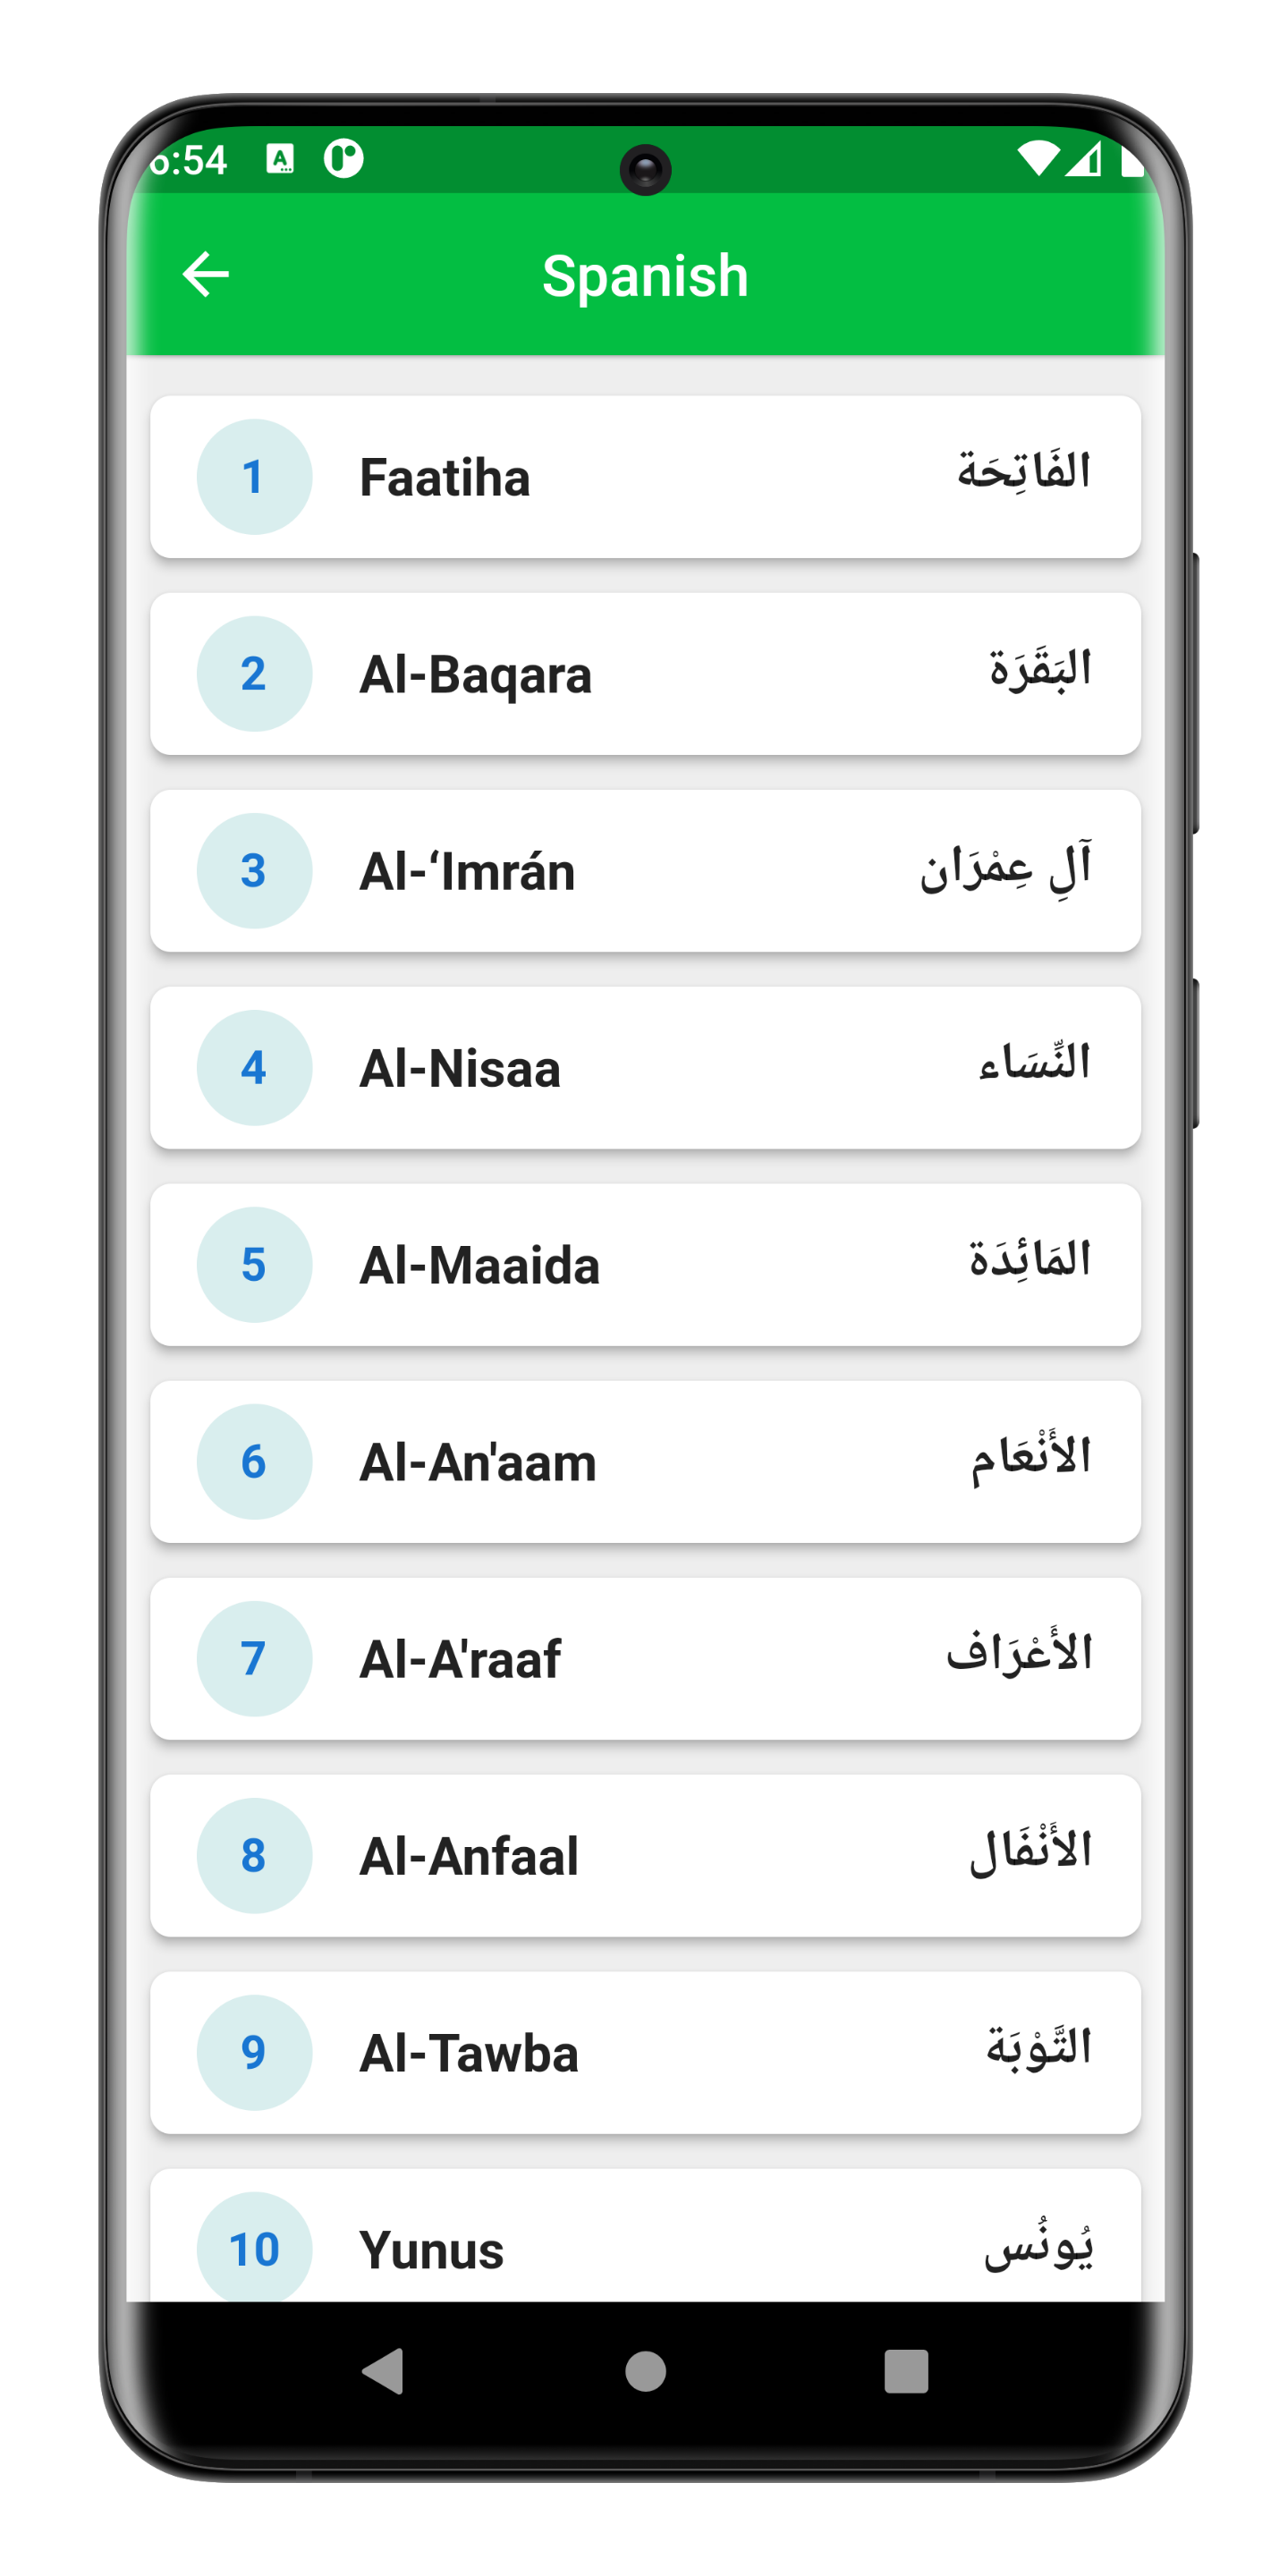 6:54
Spanish
1 Faatiha الفَاتِحَة
2 Al-Baqara البَقَرَة
3 Al-‘Imrán آلِ عِمْرَان
4 Al-Nisaa النِّسَاء
5 Al-Maaida المَائِدَة
6 Al-An'aam الأَنْعَام
7 Al-A'raaf الأَعْرَاف
8 Al-Anfaal الأَنْفَال
9 Al-Tawba التَّوْبَة
10 Yunus يُونُس